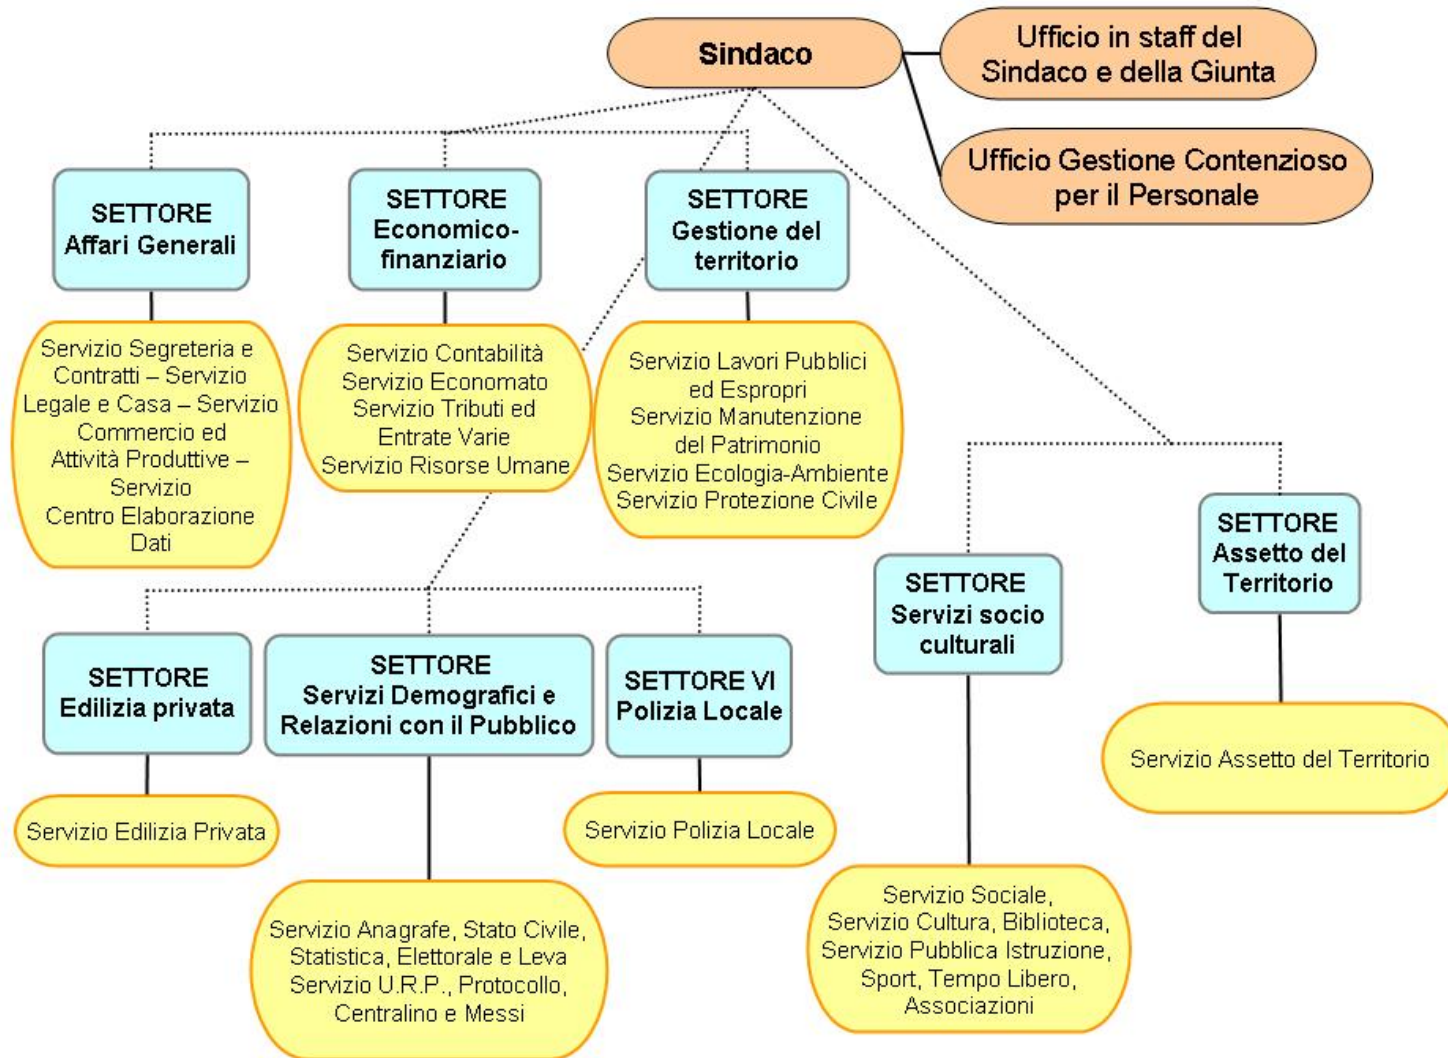 Sindaco
Ufficio in staff del
Sindaco e della Giunta
Ufficio Gestione Contenzioso
per il Personale
SETTORE
Affari Generali
SETTORE
Economico-
finanziario
SETTORE
Gestione del
territorio
Servizio Segreteria e
Contratti – Servizio
Legale e Casa – Servizio
Commercio ed
Attività Produttive –
Servizio
Centro Elaborazione
Dati
Servizio Contabilità
Servizio Economato
Servizio Tributi ed
Entrate Varie
Servizio Risorse Umane
Servizio Lavori Pubblici
ed Espropri
Servizio Manutenzione
del Patrimonio
Servizio Ecologia-Ambiente
Servizio Protezione Civile
SETTORE
Assetto del
Territorio
SETTORE
Servizi socio
culturali
SETTORE
Edilizia privata
SETTORE
Servizi Demografici e
Relazioni con il Pubblico
SETTORE VI
Polizia Locale
Servizio Assetto del Territorio
Servizio Edilizia Privata
Servizio Polizia Locale
Servizio Anagrafe, Stato Civile,
Statistica, Elettorale e Leva
Servizio U.R.P., Protocollo,
Centralino e Messi
Servizio Sociale,
Servizio Cultura, Biblioteca,
Servizio Pubblica Istruzione,
Sport, Tempo Libero,
Associazioni